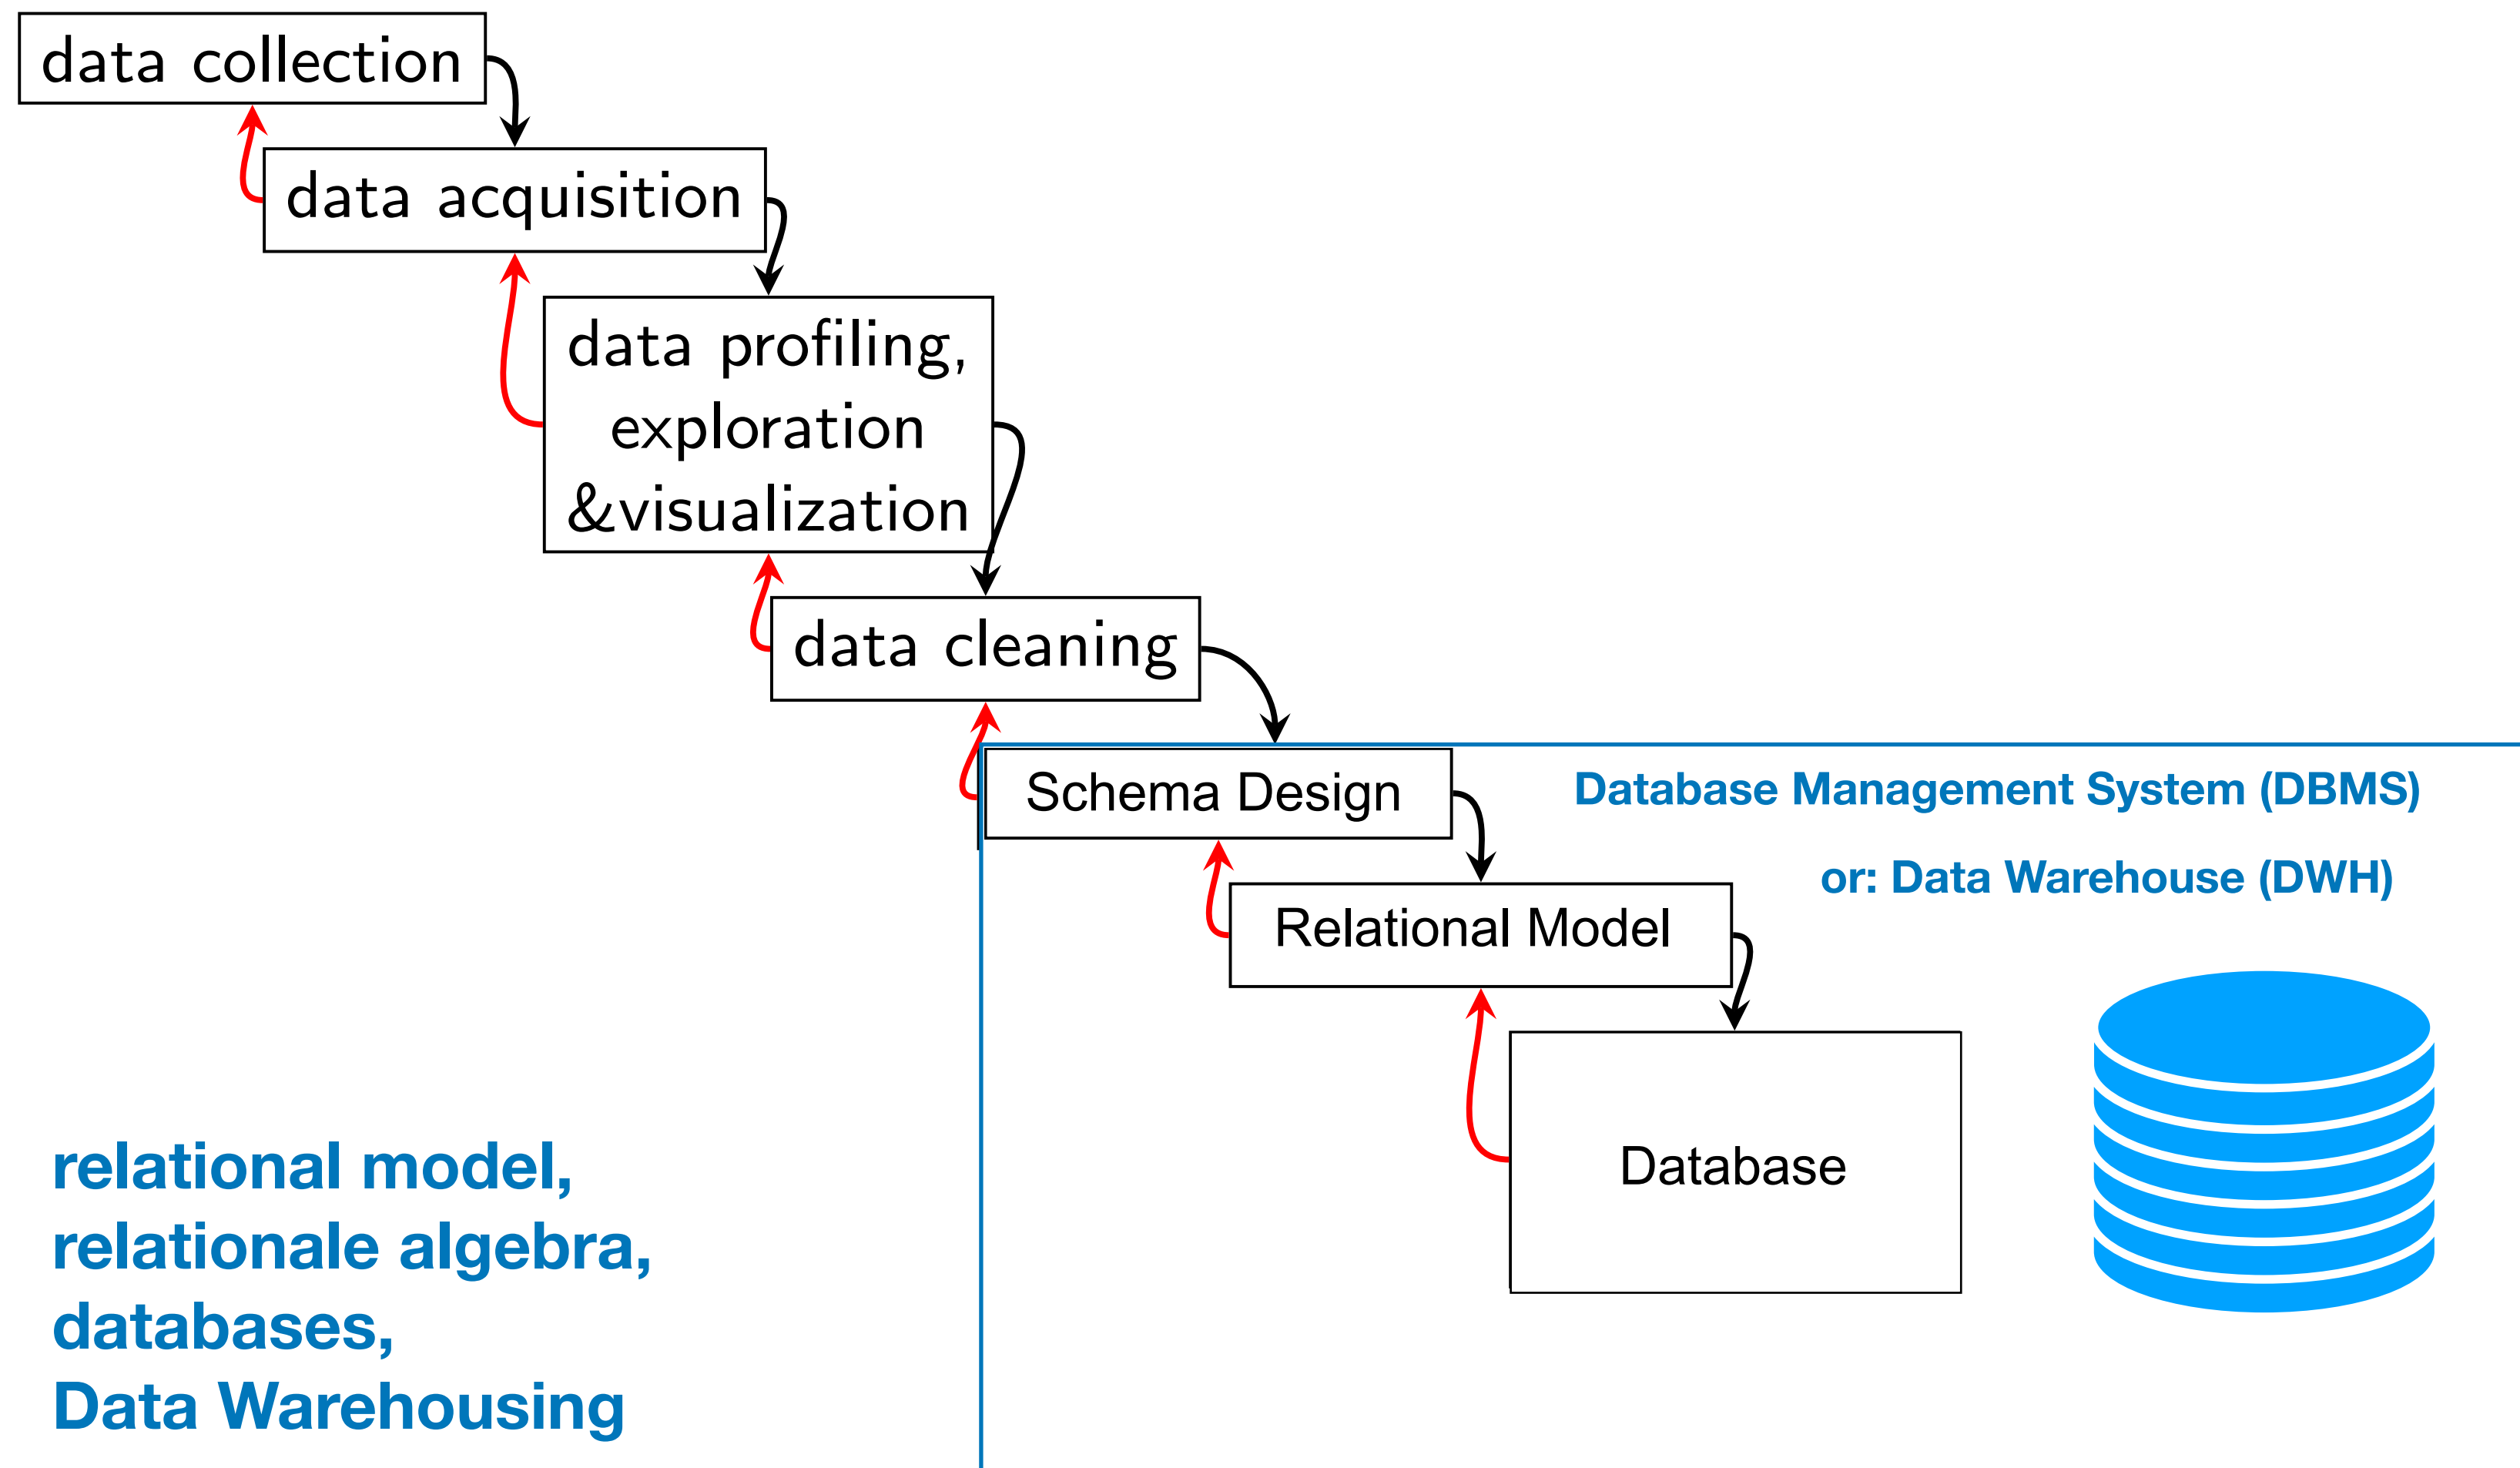 data collection
data acquisition
data profiling,
exploration
&visualization
data cleaning
Schema Design
Database Management System (DBMS)
or: Data Warehouse (DWH)
Relational Model
Database
relational model,
relationale algebra,
databases,
Data Warehousing